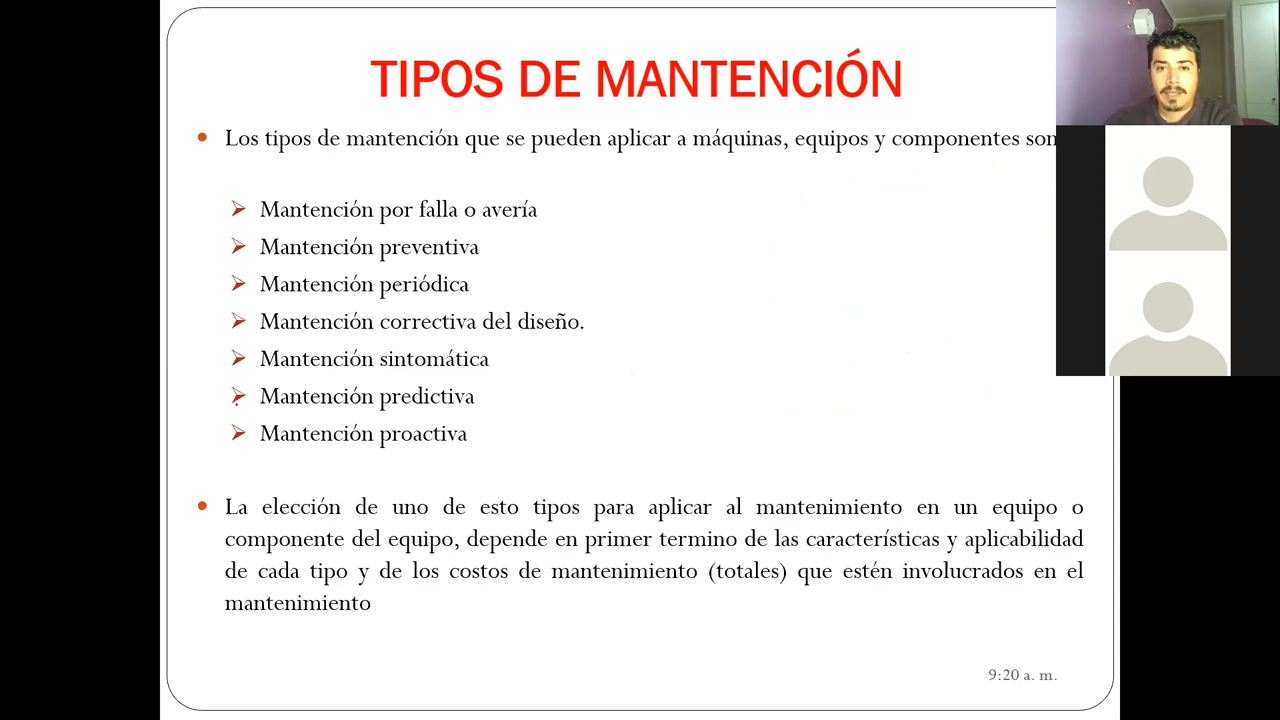 TIPOS DE MANTENCIÓN
Los tipos de mantención que se pueden aplicar a máquinas, equipos y componentes son
Mantención por falla o avería
Mantención preventiva
Mantención periódica
Mantención correctiva del diseño.
Mantención sintomática
Mantención predictiva
Mantención proactiva
La elección de uno de esto tipos para aplicar al mantenimiento en un equipo o
componente del equipo, depende en primer termino de las características y aplicabilidad
de cada tipo y de los costos de mantenimiento (totales) que estén involucrados en el
mantenimiento
9:20 a. m.